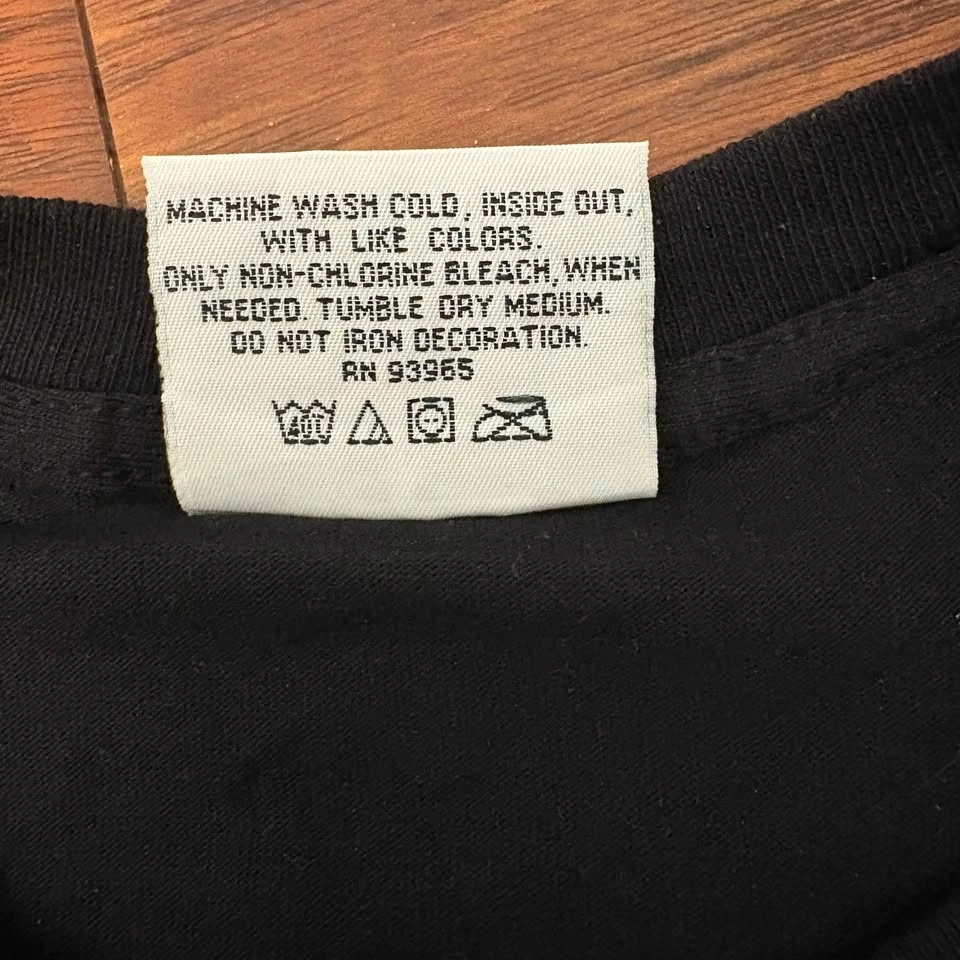 MACHINE WASH COLD, INSIDE OUT,
WITH LIKE COLORS.
ONLY NON-CHLORINE BLEACH, WHEN
NEEDED. TUMBLE DRY MEDIUM.
DO NOT IRON DECORATION.
RN 93965